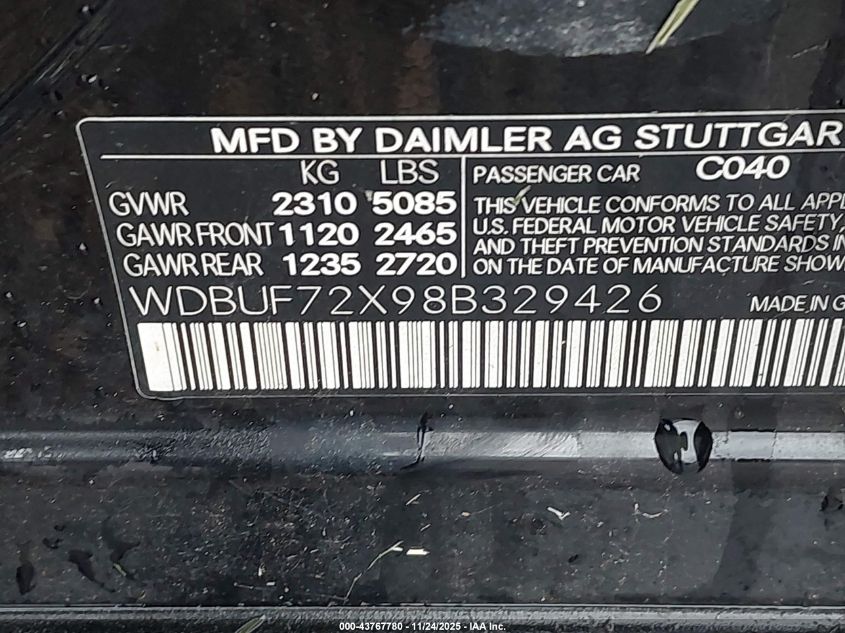 MFD BY DAIMLER AG STUTTGAR
KG LBS
GVWR 2310 5085
GAWR FRONT 1120 2465
GAWR REAR 1235 2720
PASSENGER CAR C040
THIS VEHICLE CONFORMS TO ALL APPL
U.S. FEDERAL MOTOR VEHICLE SAFETY,
AND THEFT PREVENTION STANDARDS IN
ON THE DATE OF MANUFACTURE SHOW
WDBUF72X98B329426 MADE IN G
000-43767780 - 11/24/2025 - IAA Inc.